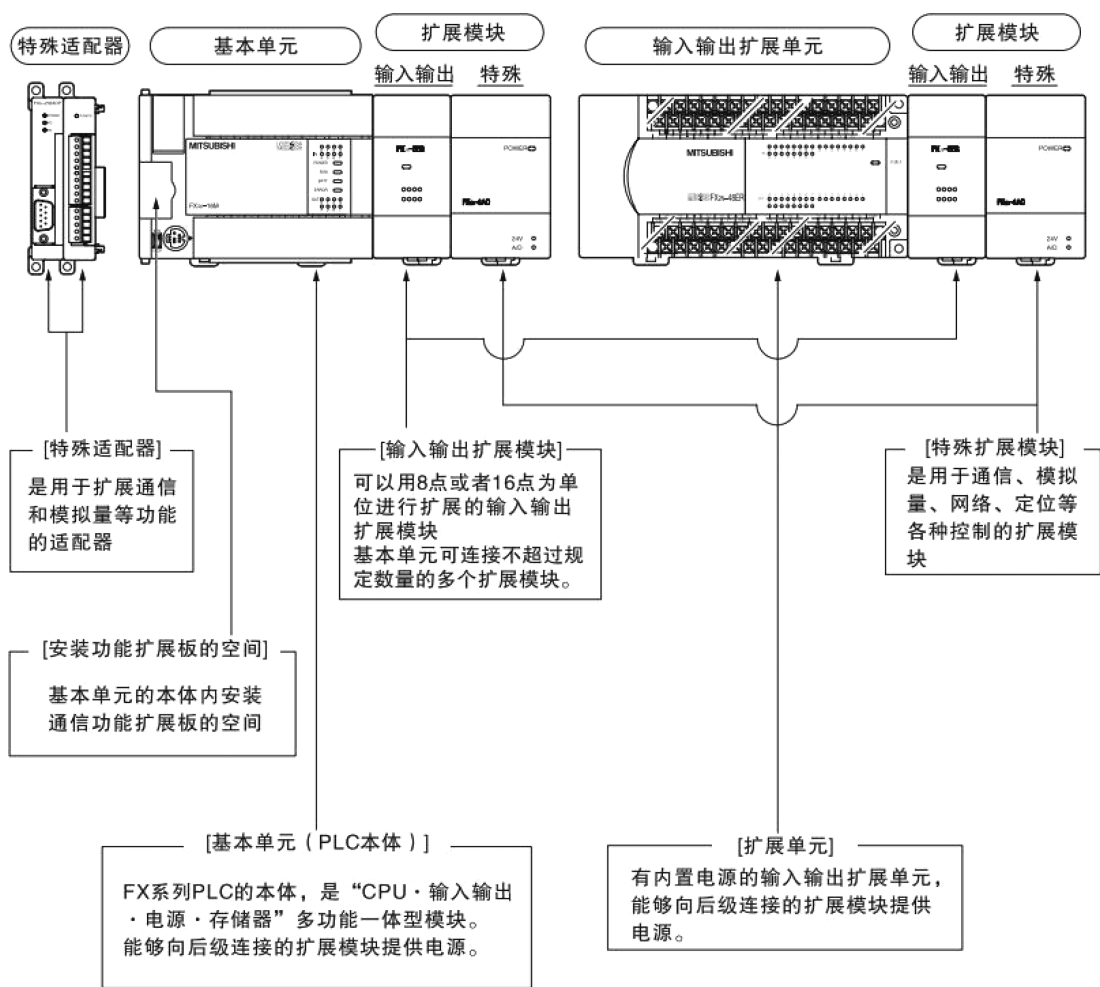 特殊适配器
基本单元
扩展模块
输入输出扩展单元
扩展模块
输入输出 特殊
输入输出 特殊
MITSUBISHI
POWER
MITSUBISHI
POWER
24V
A/D
24V
A/D
[特殊适配器]
是用于扩展通信
和模拟量等功能
的适配器
[输入输出扩展模块]
可以用8点或者16点为单
位进行扩展的输入输出
扩展模块
基本单元可连接不超过规
定数量的多个扩展模块。
[特殊扩展模块]
是用于通信、模拟
量、网络、定位等
各种控制的扩展模
块
[安装功能扩展板的空间]
基本单元的本体内安装
通信功能扩展板的空间
[基本单元（PLC本体）]
FX系列PLC的本体，是“CPU·输入输出
·电源·存储器”多功能一体型模块。
能够向后级连接的扩展模块提供电源。
[扩展单元]
有内置电源的输入输出扩展单元，
能够向后级连接的扩展模块提供
电源。